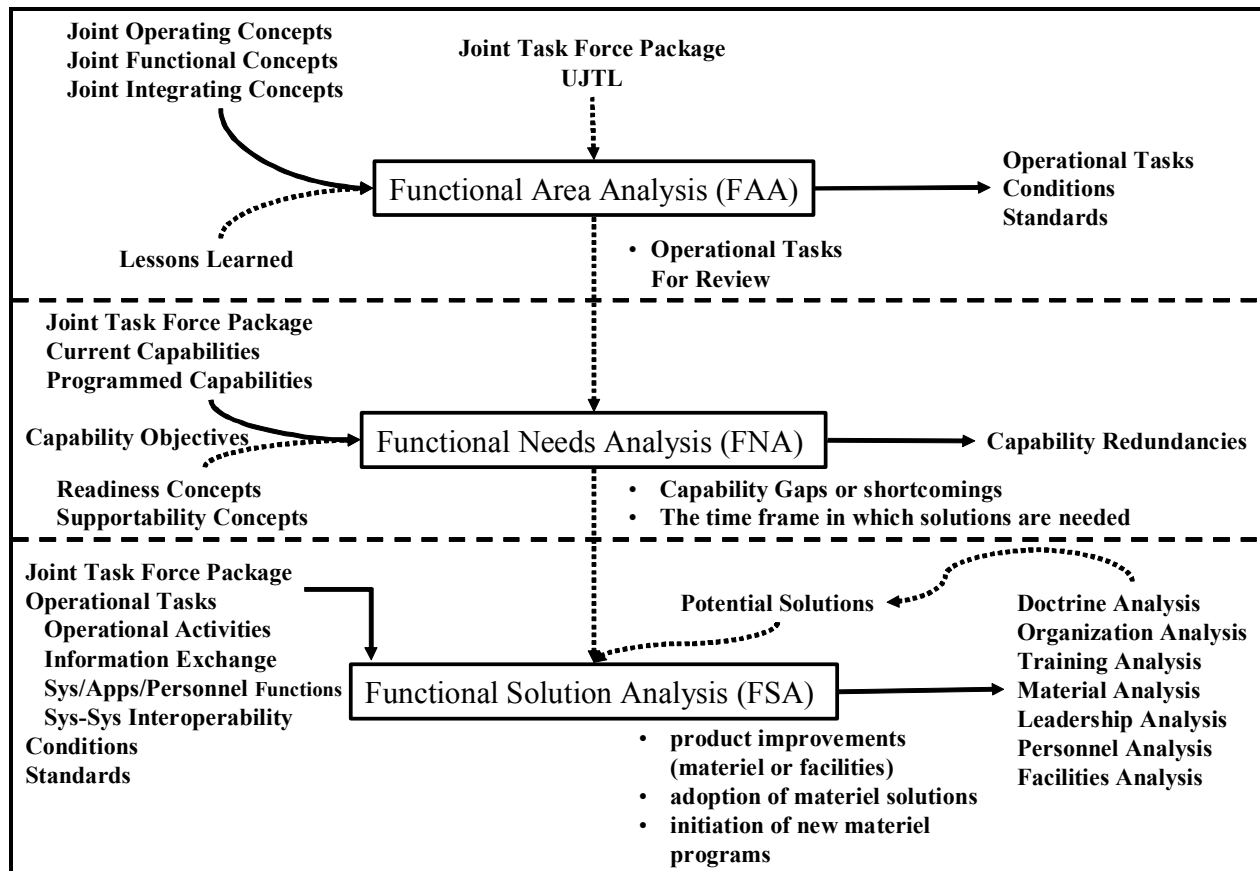 Joint Operating Concepts
Joint Functional Concepts
Joint Integrating Concepts
Joint Task Force Package
UJTL
Functional Area Analysis (FAA)
Operational Tasks
Conditions
Standards
Lessons Learned
• Operational Tasks
For Review
Joint Task Force Package
Current Capabilities
Programmed Capabilities
Capability Objectives
Functional Needs Analysis (FNA)
Capability Redundancies
Readiness Concepts
Supportability Concepts
• Capability Gaps or shortcomings
• The time frame in which solutions are needed
Joint Task Force Package
Operational Tasks
Operational Activities
Information Exchange
Sys/Apps/Personnel Functions
Sys-Sys Interoperability
Conditions
Standards
Potential Solutions
Functional Solution Analysis (FSA)
Doctrine Analysis
Organization Analysis
Training Analysis
Material Analysis
Leadership Analysis
Personnel Analysis
Facilities Analysis
• product improvements
(materiel or facilities)
• adoption of materiel solutions
• initiation of new materiel
programs